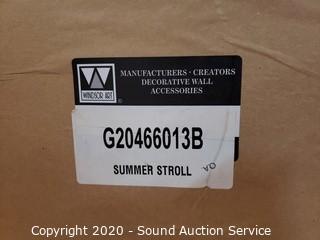 W
WINDSOR ART
MANUFACTURERS · CREATORS
DECORATIVE WALL
ACCESSORIES
G20466013B
SUMMER STROLL
Copyright 2020 - Sound Auction Service